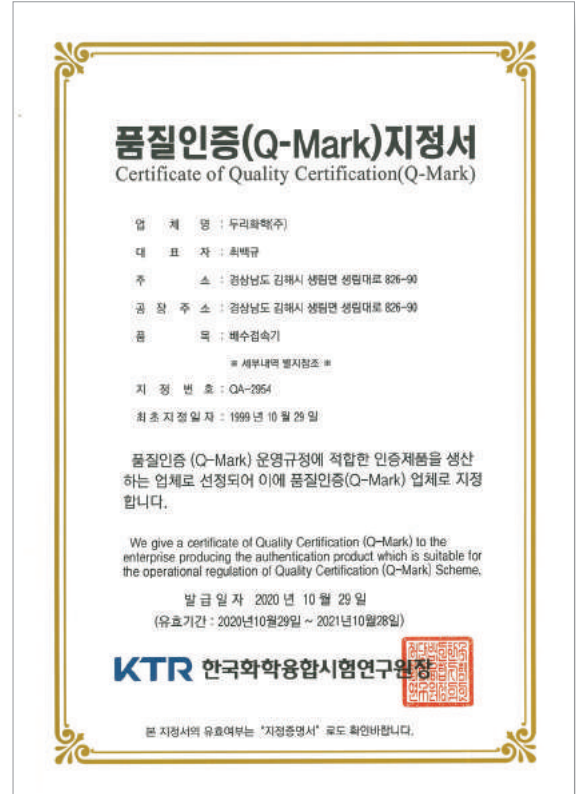 품질인증(Q-Mark)지정서
Certificate of Quality Certification(Q-Mark)
업 체 명 : 두리화학(주)
대 표 자 : 최백규
주 소 : 경상남도 김해시 생림면 생림대로 826-90
공 장 주 소 : 경상남도 김해시 생림면 생림대로 826-90
품 목 : 배수접속기
※ 세부내역 별지참조 ※
지 정 번 호 : QA-2954
최 초 지 정 일 자 : 1999 년 10 월 29 일
품질인증 (Q-Mark) 운영규정에 적합한 인증제품을 생산
하는 업체로 선정되어 이에 품질인증(Q-Mark) 업체로 지정
합니다.
We give a certificate of Quality Certification (Q-Mark) to the
enterprise producing the authentication product which is suitable for
the operational regulation of Quality Certification (Q-Mark) Scheme.
발 급 일 자 2020 년 10 월 29 일
(유효기간 : 2020년10월29일 ~ 2021년10월28일)
KTR 한국화학융합시험연구원장
본 지정서의 유효여부는 "지정증명서" 로도 확인바랍니다.